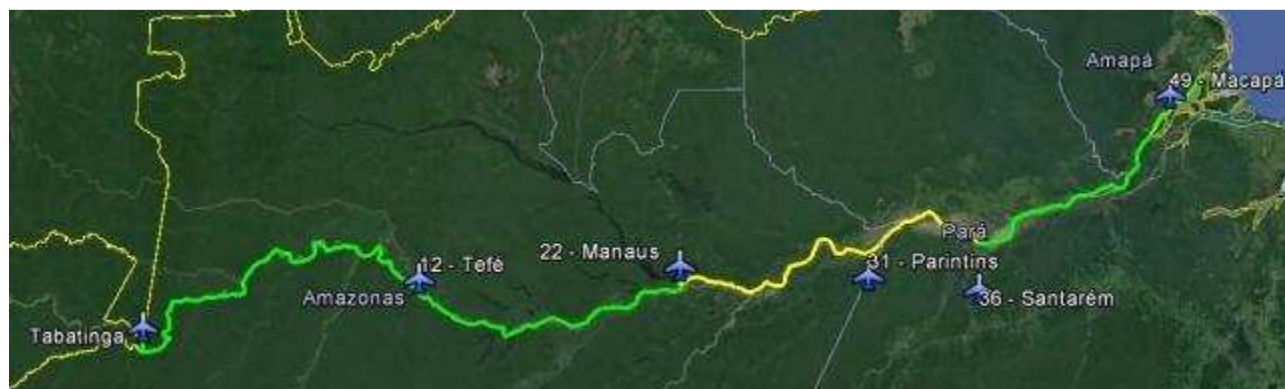 Amapá
49 - Macapá
Pará
22 - Manaus
12 - Tefé
31 - Parintins
Amazonas
36 - Santarém
Tabatinga